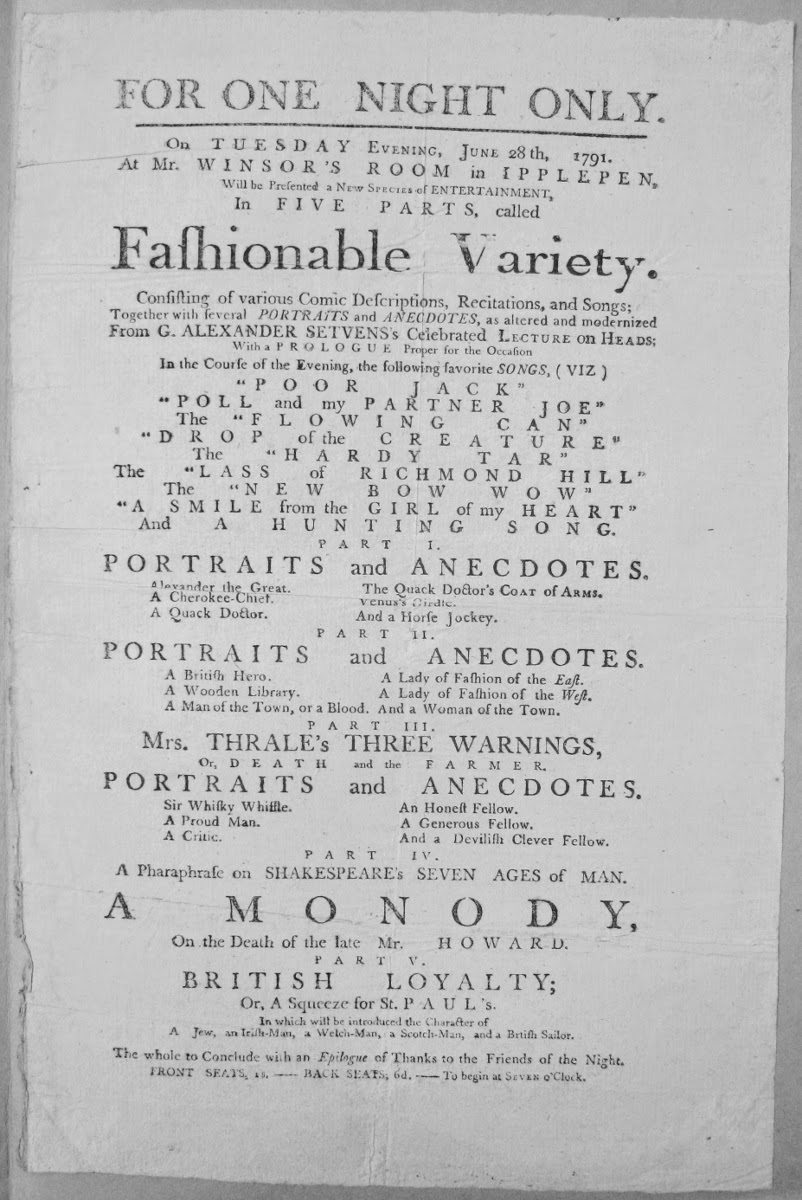 FOR ONE NIGHT ONLY.
On TUESDAY EVENING, JUNE 28th, 1791.
At Mr. WINSOR'S ROOM in IPPLEPEN,
Will be Preſented a NEW SPECIES of ENTERTAINMENT,
In FIVE PARTS, called
Faſhionable Variety.
Conſiſting of various Comic Deſcriptions, Recitations, and Songs;
Together with ſeveral PORTRAITS and ANECDOTES, as altered and modernized
From G. ALEXANDER SETVENS's Celebrated LECTURE on HEADS;
With a PROLOGUE Proper for the Occaſion
In the Courſe of the Evening, the following favorite SONGS, ( VIZ )
"POOR JACK"
"POLL and my PARTNER JOE"
The "FLOWING CAN"
"DROP of the CREATURE"
The "HARDY TAR"
The "LASS of RICHMOND HILL"
The "NEW BOW WOW"
"A SMILE from the GIRL of my HEART"
And A HUNTING SONG.
PART I.
PORTRAITS and ANECDOTES.
Alexander the Great. The Quack Doctor's COAT of ARMS.
A Cherokee-Chief. Venus's Girdle.
A Quack Doctor. And a Horſe Jockey.
PART II.
PORTRAITS and ANECDOTES.
A Britiſh Hero. A Lady of Faſhion of the Eaſt.
A Wooden Library. A Lady of Faſhion of the Weſt.
A Man of the Town, or a Blood. And a Woman of the Town.
PART III.
Mrs. THRALE's THREE WARNINGS,
Or, DEATH and the FARMER.
PORTRAITS and ANECDOTES.
Sir Whiſky Whiffle. An Honeſt Fellow.
A Proud Man. A Generous Fellow.
A Critic. And a Deviliſh Clever Fellow.
PART IV.
A Pharaphraſe on SHAKESPEARE's SEVEN AGES of MAN.
A MONODY,
On the Death of the late Mr. HOWARD.
PART V.
BRITISH LOYALTY;
Or, A Squeeze for St. PAUL's.
In which will be introduced the Character of
A Jew, an Iriſh-Man, a Welch-Man, a Scotch-Man, and a Britiſh Sailor.
The whole to Conclude with an Epilogue of Thanks to the Friends of the Night.
FRONT SEATS, 1s. —— BACK SEATS; 6d. —— To begin at SEVEN o'Clock.